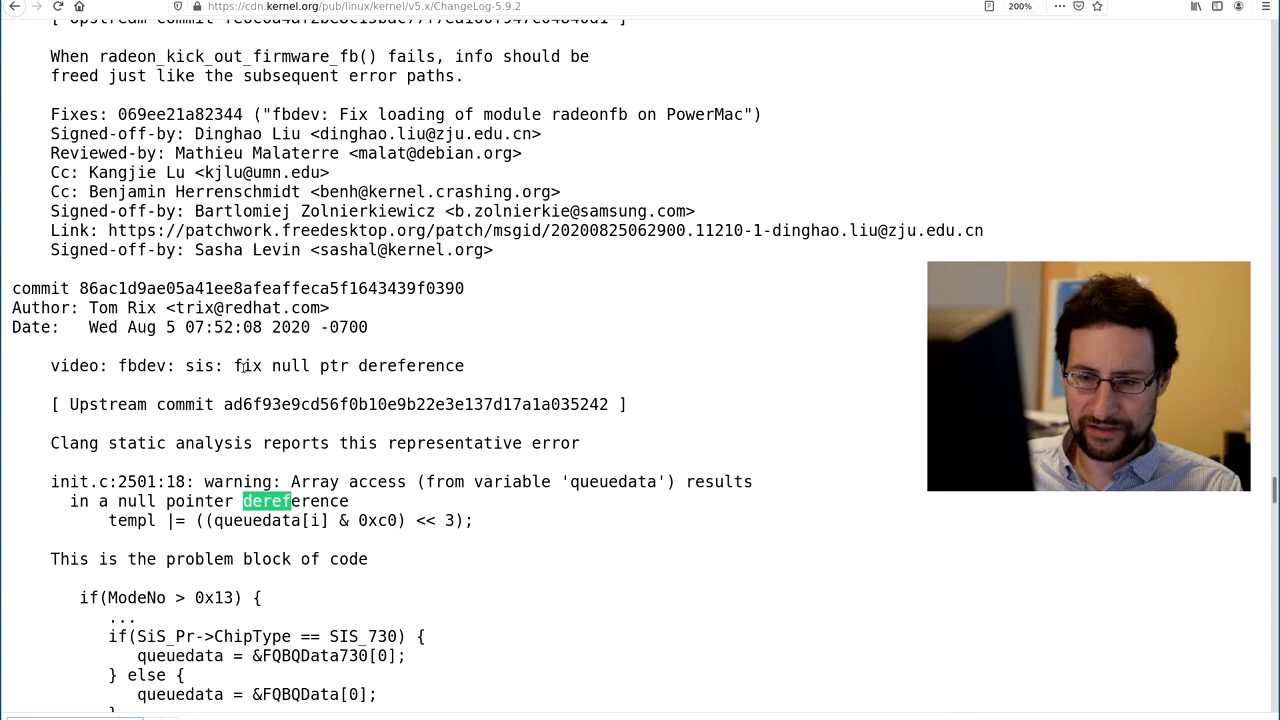 https://cdn.kernel.org/pub/linux/kernel/v5.x/ChangeLog-5.9.2
200%
When radeon_kick_out_firmware_fb() fails, info should be
freed just like the subsequent error paths.
Fixes: 069ee21a82344 ("fbdev: Fix loading of module radeonfb on PowerMac")
Signed-off-by: Dinghao Liu <dinghao.liu@zju.edu.cn>
Reviewed-by: Mathieu Malaterre <malat@debian.org>
Cc: Kangjie Lu <kjlu@umn.edu>
Cc: Benjamin Herrenschmidt <benh@kernel.crashing.org>
Signed-off-by: Bartlomiej Zolnierkiewicz <b.zolnierkie@samsung.com>
Link: https://patchwork.freedesktop.org/patch/msgid/20200825062900.11210-1-dinghao.liu@zju.edu.cn
Signed-off-by: Sasha Levin <sashal@kernel.org>
commit 86ac1d9ae05a41ee8afeaffeca5f1643439f0390
Author: Tom Rix <trix@redhat.com>
Date: Wed Aug 5 07:52:08 2020 -0700
video: fbdev: sis: fix null ptr dereference
[ Upstream commit ad6f93e9cd56f0b10e9b22e3e137d17a1a035242 ]
Clang static analysis reports this representative error
init.c:2501:18: warning: Array access (from variable 'queuedata') results
in a null pointer dereference
templ |= ((queuedata[i] & 0xc0) << 3);
This is the problem block of code
if(ModeNo > 0x13) {
...
if(SiS_Pr->ChipType == SIS_730) {
queuedata = &FQBQData730[0];
} else {
queuedata = &FQBQData[0];